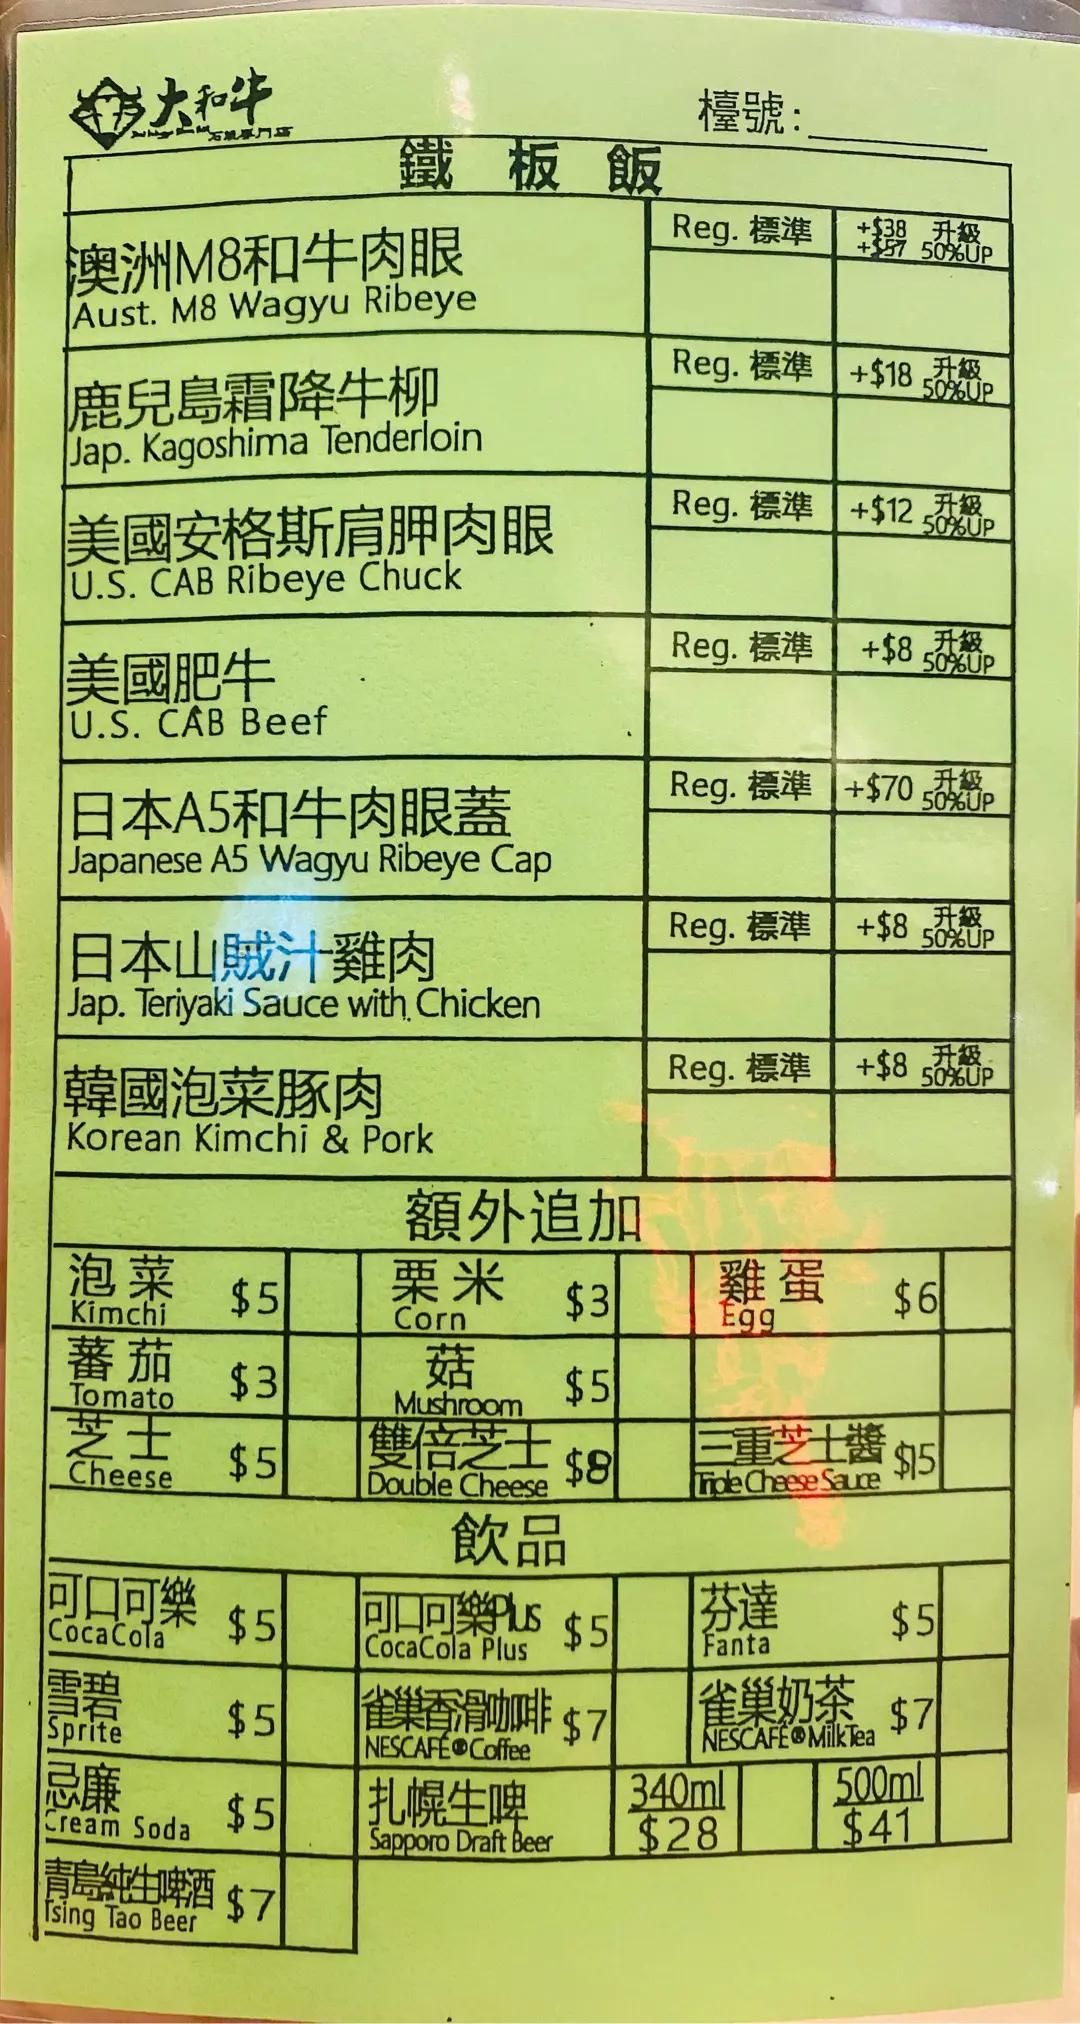 大和牛
石燒專門店
檯號：
鐵板飯
澳洲M8和牛肉眼
Aust. M8 Wagyu Ribeye
Reg. 標準
+$38 升級
+$57 50%UP
鹿兒島霜降牛柳
Jap. Kagoshima Tenderloin
Reg. 標準
+$18 升級 50%UP
美國安格斯肩胛肉眼
U.S. CAB Ribeye Chuck
Reg. 標準
+$12 升級 50%UP
美國肥牛
U.S. CAB Beef
Reg. 標準
+$8 升級 50%UP
日本A5和牛肉眼蓋
Japanese A5 Wagyu Ribeye Cap
Reg. 標準
+$70 升級 50%UP
日本山賊汁雞肉
Jap. Teriyaki Sauce with Chicken
Reg. 標準
+$8 升級 50%UP
韓國泡菜豚肉
Korean Kimchi & Pork
Reg. 標準
+$8 升級 50%UP
額外追加
泡菜
Kimchi
$5
粟米
Corn
$3
雞蛋
Egg
$6
蕃茄
Tomato
$3
菇
Mushroom
$5
芝士
Cheese
$5
雙倍芝士
Double Cheese
$8
三重芝士醬
Triple Cheese Sauce
$15
飲品
可口可樂
CocaCola
$5
可口可樂Plus
CocaCola Plus
$5
芬達
Fanta
$5
雪碧
Sprite
$5
雀巢香滑咖啡
NESCAFÉ®Coffee
$7
雀巢奶茶
NESCAFÉ®MilkTea
$7
忌廉
Cream Soda
$5
扎幌生啤
Sapporo Draft Beer
340ml
$28
500ml
$41
青島純生啤酒
Tsing Tao Beer
$7